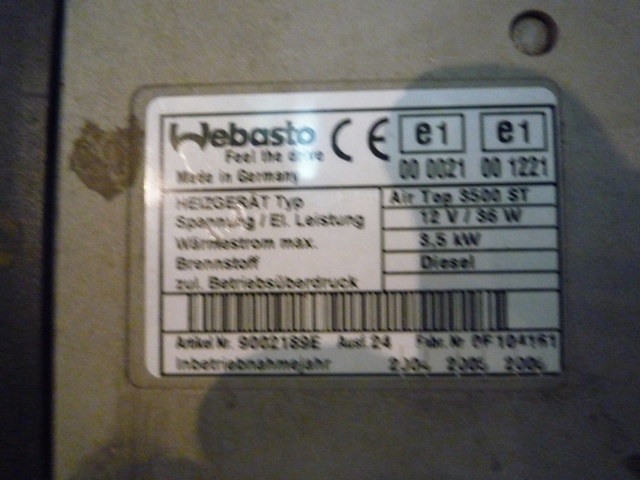 Webasto
Feel the drive
Made in Germany
e1 e1
00 0021 00 1221
HEIZGERÄT Typ Air Top 3500 ST
Spannung / El. Leistung 12 V / 36 W
Wärmestrom max. 3,5 kW
Brennstoff Diesel
zul. Betriebsüberdruck
Artikel Nr. 9002189E Ausf. 24 Fabr. Nr 0F104161
Inbetriebnahmejahr 2004 2005 2006